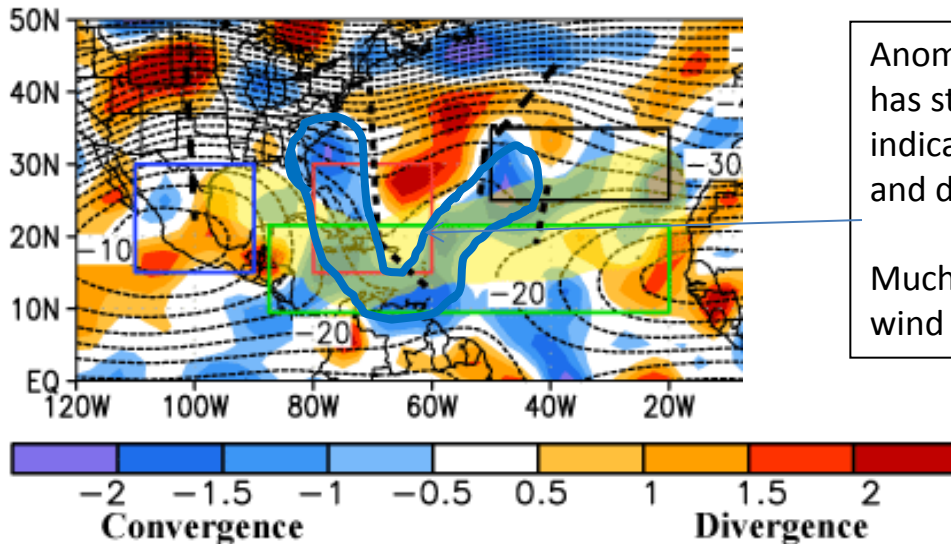 50N
40N
30N
20N
10N
EQ
-10
-20
-20
-30
120W 100W 80W 60W 40W 20W
Anom
has st
indica
and d
Much
wind
-2 -1.5 -1 -0.5 0.5 1 1.5 2
Convergence Divergence